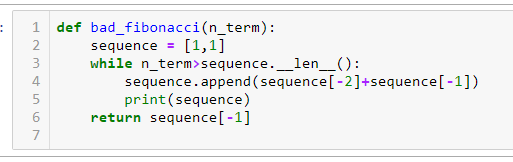 :
1 def bad_fibonacci(n_term):
2     sequence = [1,1]
3     while n_term>sequence.__len__():
4         sequence.append(sequence[-2]+sequence[-1])
5         print(sequence)
6     return sequence[-1]
7